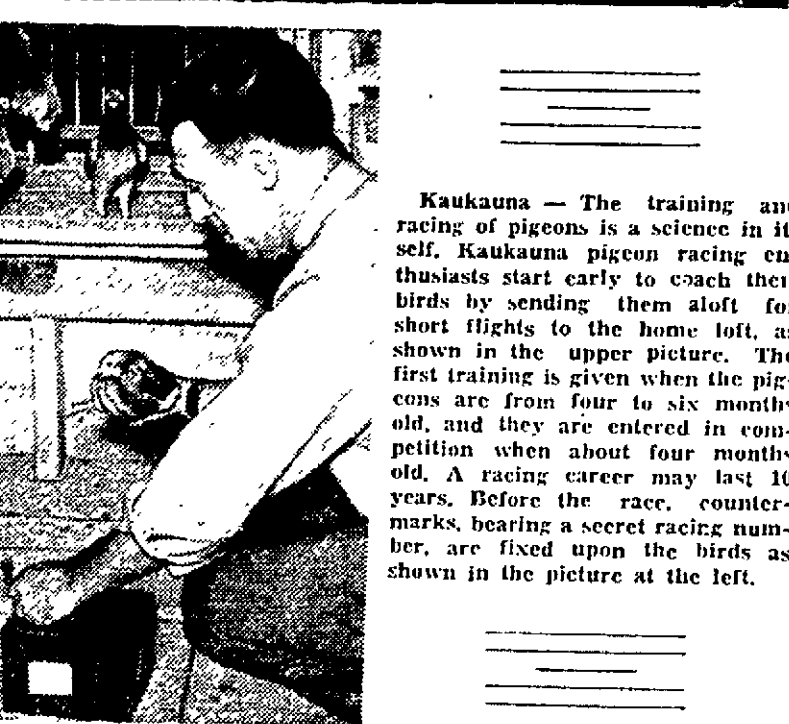 Kaukauna — The training an
racing of pigeons is a science in it
self. Kaukauna pigeon racing en
thusiasts start early to coach thei
birds by sending them aloft fo
short flights to the home loft, as
shown in the upper picture. The
first training is given when the pig-
eons are from four to six months
old, and they are entered in com-
petition when about four months
old. A racing career may last 10
years. Before the race, counter-
marks, bearing a secret racing num-
ber, are fixed upon the birds as
shown in the picture at the left.